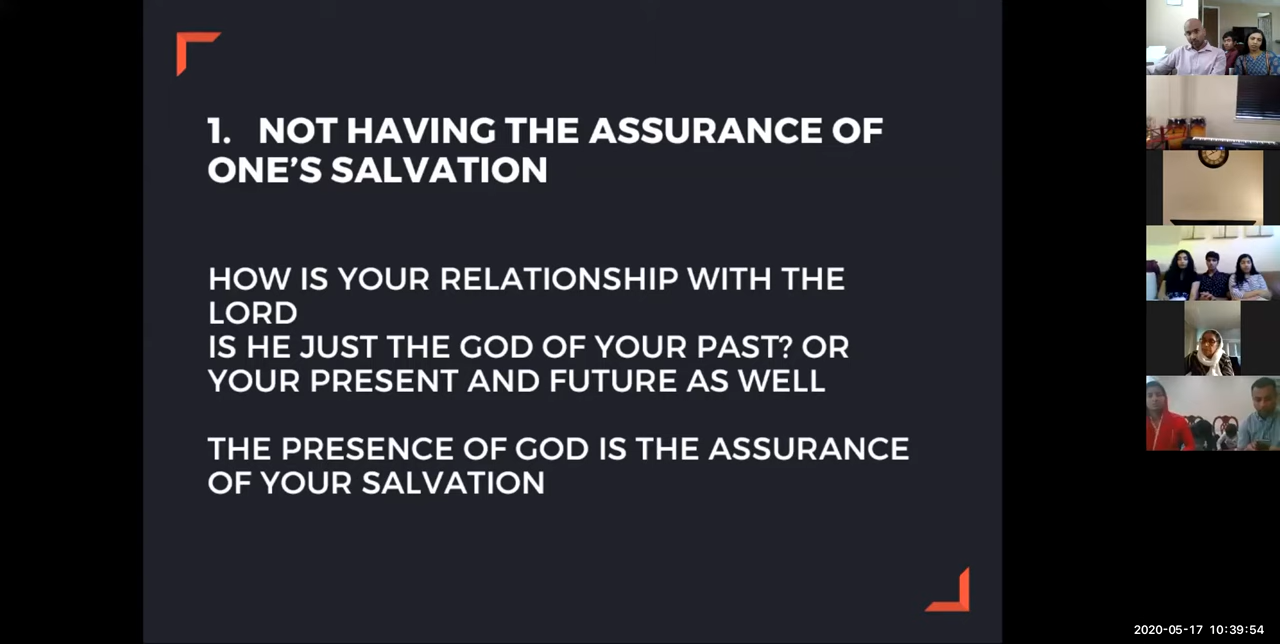 1. NOT HAVING THE ASSURANCE OF
ONE’S SALVATION
HOW IS YOUR RELATIONSHIP WITH THE
LORD
IS HE JUST THE GOD OF YOUR PAST? OR
YOUR PRESENT AND FUTURE AS WELL
THE PRESENCE OF GOD IS THE ASSURANCE
OF YOUR SALVATION
2020-05-17 10:39:54